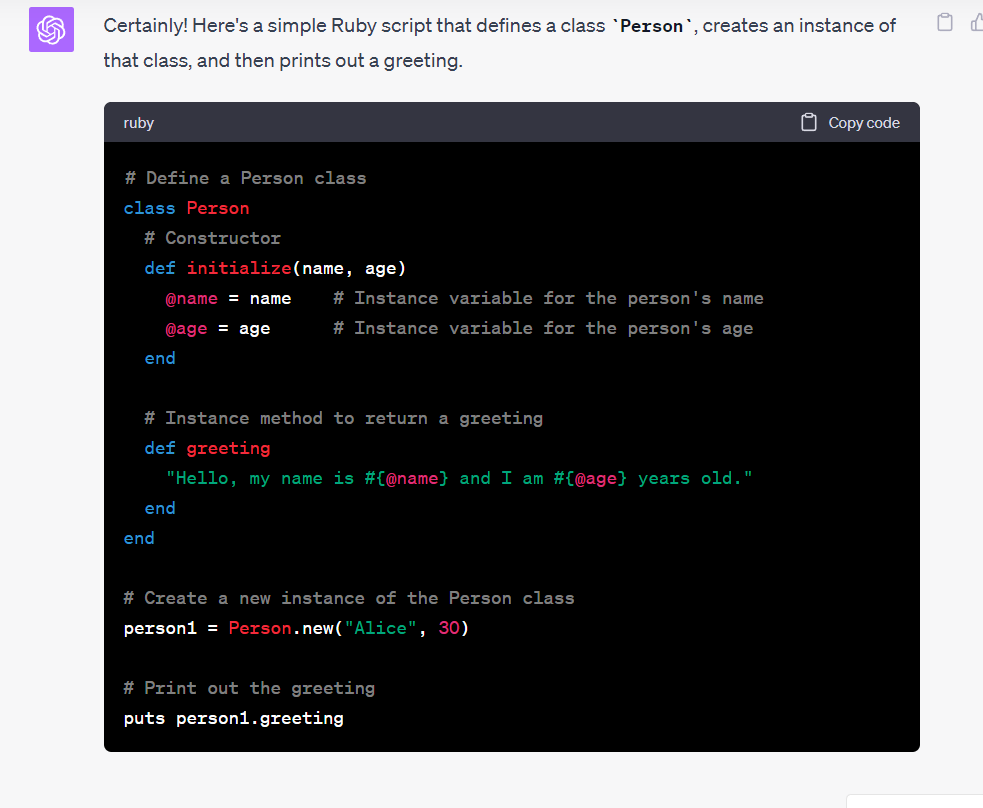 Certainly! Here's a simple Ruby script that defines a class `Person`, creates an instance of
that class, and then prints out a greeting.
ruby
Copy code
# Define a Person class
class Person
  # Constructor
  def initialize(name, age)
    @name = name    # Instance variable for the person's name
    @age = age      # Instance variable for the person's age
  end

  # Instance method to return a greeting
  def greeting
    "Hello, my name is #{@name} and I am #{@age} years old."
  end
end

# Create a new instance of the Person class
person1 = Person.new("Alice", 30)

# Print out the greeting
puts person1.greeting